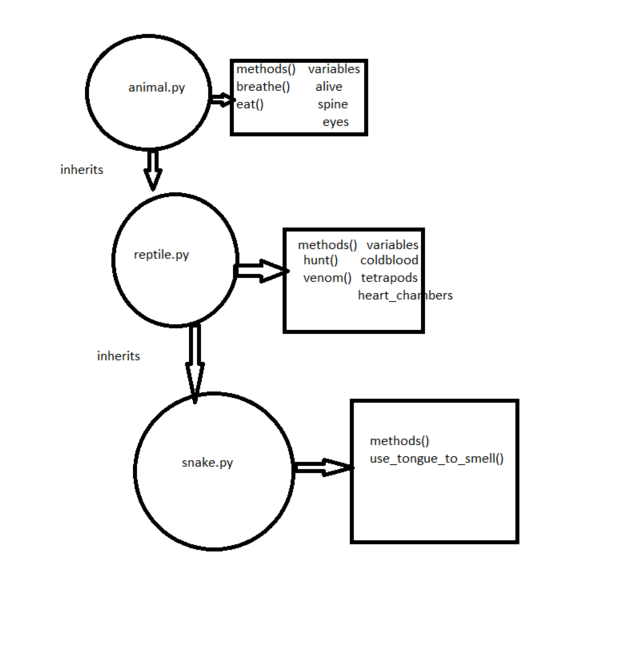 animal.py
methods() variables
breathe() alive
eat() spine
eyes
inherits
reptile.py
methods() variables
hunt() coldblood
venom() tetrapods
heart_chambers
inherits
snake.py
methods()
use_tongue_to_smell()